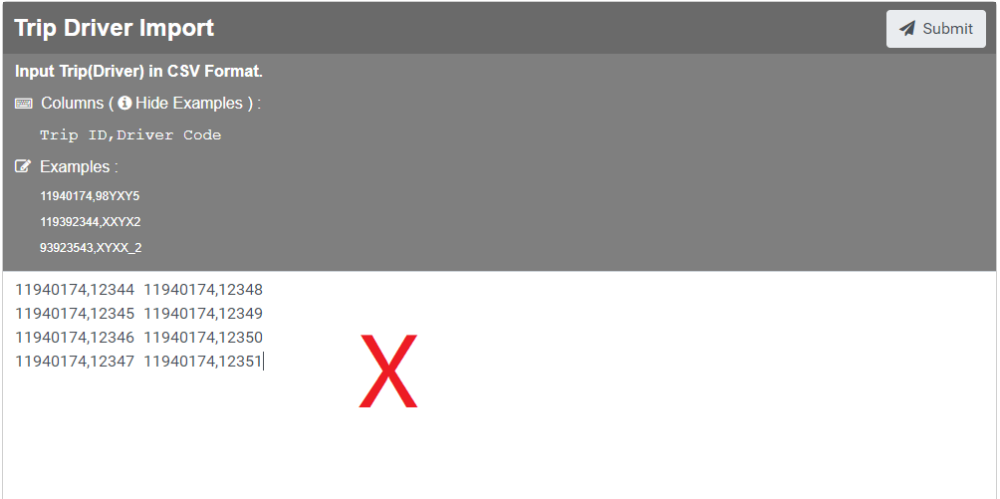 Trip Driver Import
Submit
Input Trip(Driver) in CSV Format.
Columns ( Hide Examples ) :
Trip ID,Driver Code
Examples :
11940174,98YXY5
119392344,XXYX2
93923543,XYXX_2
11940174,12344 11940174,12348
11940174,12345 11940174,12349
11940174,12346 11940174,12350
11940174,12347 11940174,12351
X